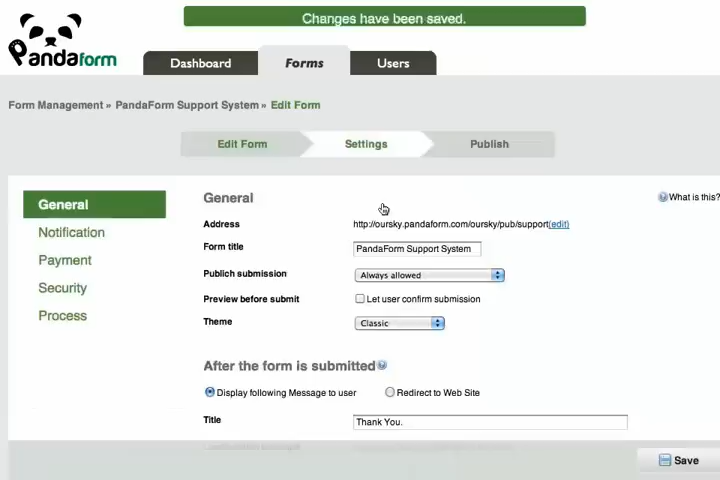 Changes have been saved.
Pandaform
Dashboard
Forms
Users
Form Management » PandaForm Support System » Edit Form
Edit Form
Settings
Publish
General
Notification
Payment
Security
Process
General
What is this?
Address
http://oursky.pandaform.com/oursky/pub/support(edit)
Form title
PandaForm Support System
Publich submission
Always allowed
Preview before submit
Let user confirm submission
Theme
Classic
After the form is submitted
Display following Message to user
Redirect to Web Site
Title
Thank You.
Save